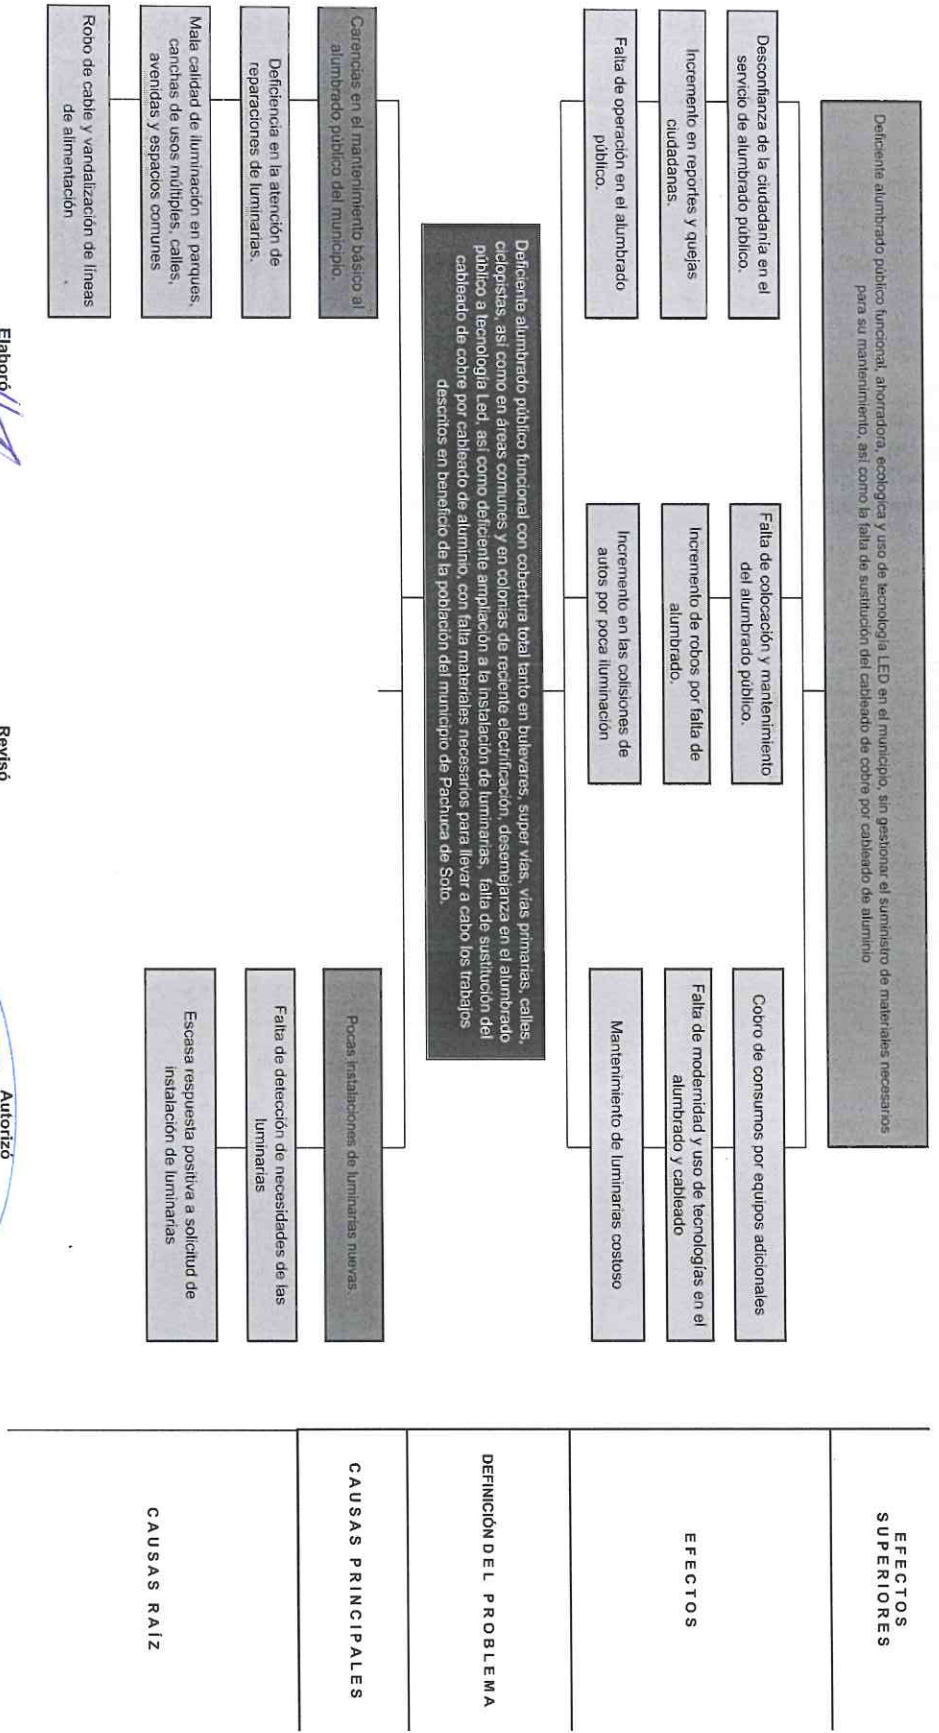 Deficiente alumbrado público funcional, ahorradora, ecologica y uso de tecnología LED en el municipio, sin gestionar el suministro de materiales necesarios
para su mantenimiento, así como la falta de sustitución del cableado de cobre por cableado de aluminio
EFECTOS
SUPERIORES
Desconfianza de la ciudadanía en el
servicio de alumbrado público.
Falta de colocación y mantenimiento
del alumbrado público.
Cobro de consumos por equipos adicionales
Incremento en reportes y quejas
ciudadanas.
Incremento de robos por falta de
alumbrado.
Falta de modernidad y uso de tecnologías en el
alumbrado y cableado
EFECTOS
Falta de operación en el alumbrado
público.
Incremento en las colisiones de
autos por poca iluminación
Mantenimiento de luminarias costoso
Deficiente alumbrado público funcional con cobertura total tanto en bulevares, super vías, vías primarias, calles,
ciclopistas, así como en áreas comunes y en colonias de reciente electrificación, desemejanza en el alumbrado
público a tecnología Led, así como deficiente ampliación a la instalación de luminarias, falta de sustitución del
cableado de cobre por cableado de aluminio, con falta materiales necesarios para llevar a cabo los trabajos
descritos en beneficio de la población del municipio de Pachuca de Soto.
DEFINICIÓN DEL PROBLEMA
Carencias en el mantenimiento básico al
alumbrado público del municipio.
Pocas instalaciones de luminarias nuevas.
CAUSAS PRINCIPALES
Deficiencia en la atención de
reparaciones de luminarias.
Falta de detección de necesidades de las
luminarias
Mala calidad de iluminación en parques,
canchas de usos múltiples, calles,
avenidas y espacios comunes
Escasa respuesta positiva a solicitud de
instalación de luminarias
CAUSAS RAÍZ
Robo de cable y vandalización de líneas
de alimentación
Elaboró
Revisó
Autorizó